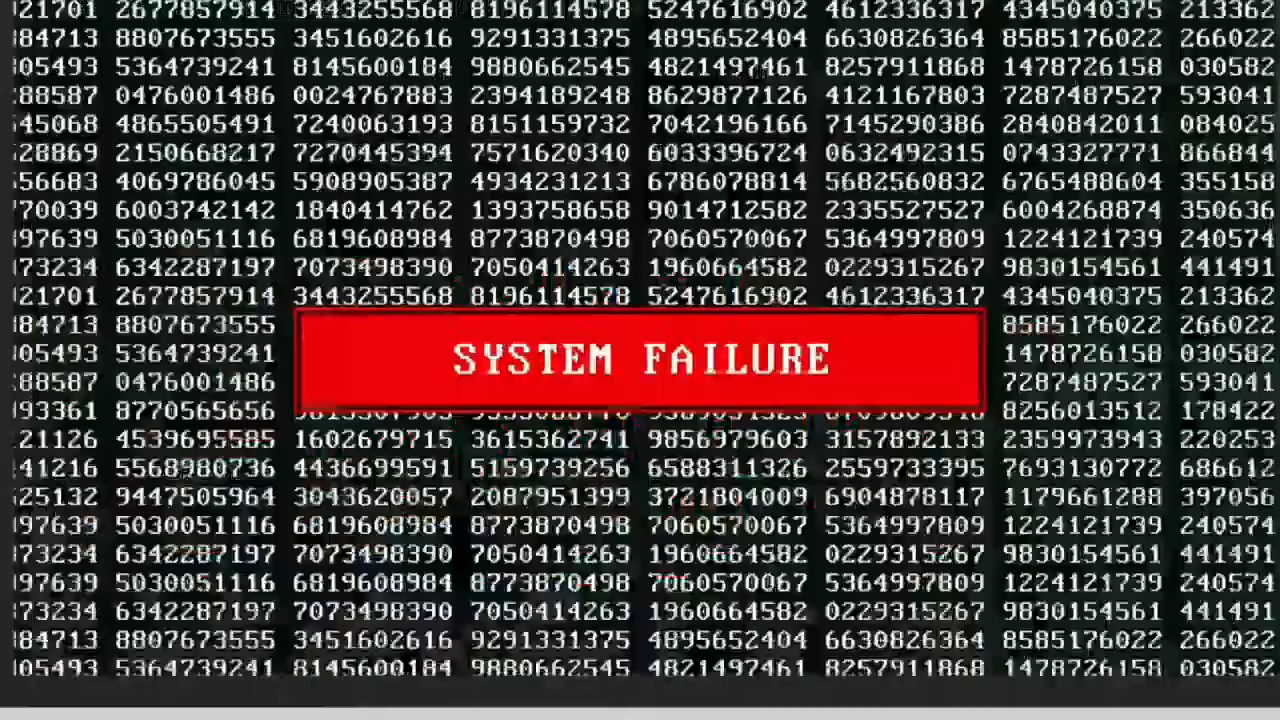 21701 2677857914 3443255568 8196114578 5247616902 4612336317 4345040375 213362
84713 8807673555 3451602616 9291331375 4895652404 6630826364 8585176022 266022
05493 5364739241 8145600184 9880662545 4821497461 8257911868 1478726158 030582
88587 0476001486 0024767883 2394189248 8629877126 4121167803 7287487527 593041
45068 4865505491 7240063193 8151159732 7042196166 7145290386 2840842011 084025
28869 2150668217 7270445394 7571620340 6033396724 0632492315 0743327771 866844
56683 4069786045 5908905387 4934231213 6786078814 5682560832 6765488604 355158
70039 6003742142 1840414762 1393758658 9014712582 2335527527 6004268874 350636
97639 5030051116 6819608984 8773870498 7060570067 5364997809 1224121739 240574
73234 6342287197 7073498390 7050414263 1960664582 0229315267 9830154561 441491
21701 2677857914 3443255568 8196114578 5247616902 4612336317 4345040375 213362
84713 8807673555 8585176022 266022
05493 5364739241 1478726158 030582
SYSTEM FAILURE
88587 0476001486 7287487527 593041
93361 8770565656 8256013512 178422
21126 4539695585 1602679715 3615362741 9856979603 3157892133 2359973943 220253
41216 5568980736 4436699591 5159739256 6588311326 2559733395 7693130772 686612
25132 9447505964 3043620057 2087951399 3721804009 6904878117 1179661288 397056
97639 5030051116 6819608984 8773870498 7060570067 5364997809 1224121739 240574
73234 6342287197 7073498390 7050414263 1960664582 0229315267 9830154561 441491
97639 5030051116 6819608984 8773870498 7060570067 5364997809 1224121739 240574
73234 6342287197 7073498390 7050414263 1960664582 0229315267 9830154561 441491
84713 8807673555 3451602616 9291331375 4895652404 6630826364 8585176022 266022
05493 5364739241 8145600184 9880662545 4821497461 8257911868 1478726158 030582